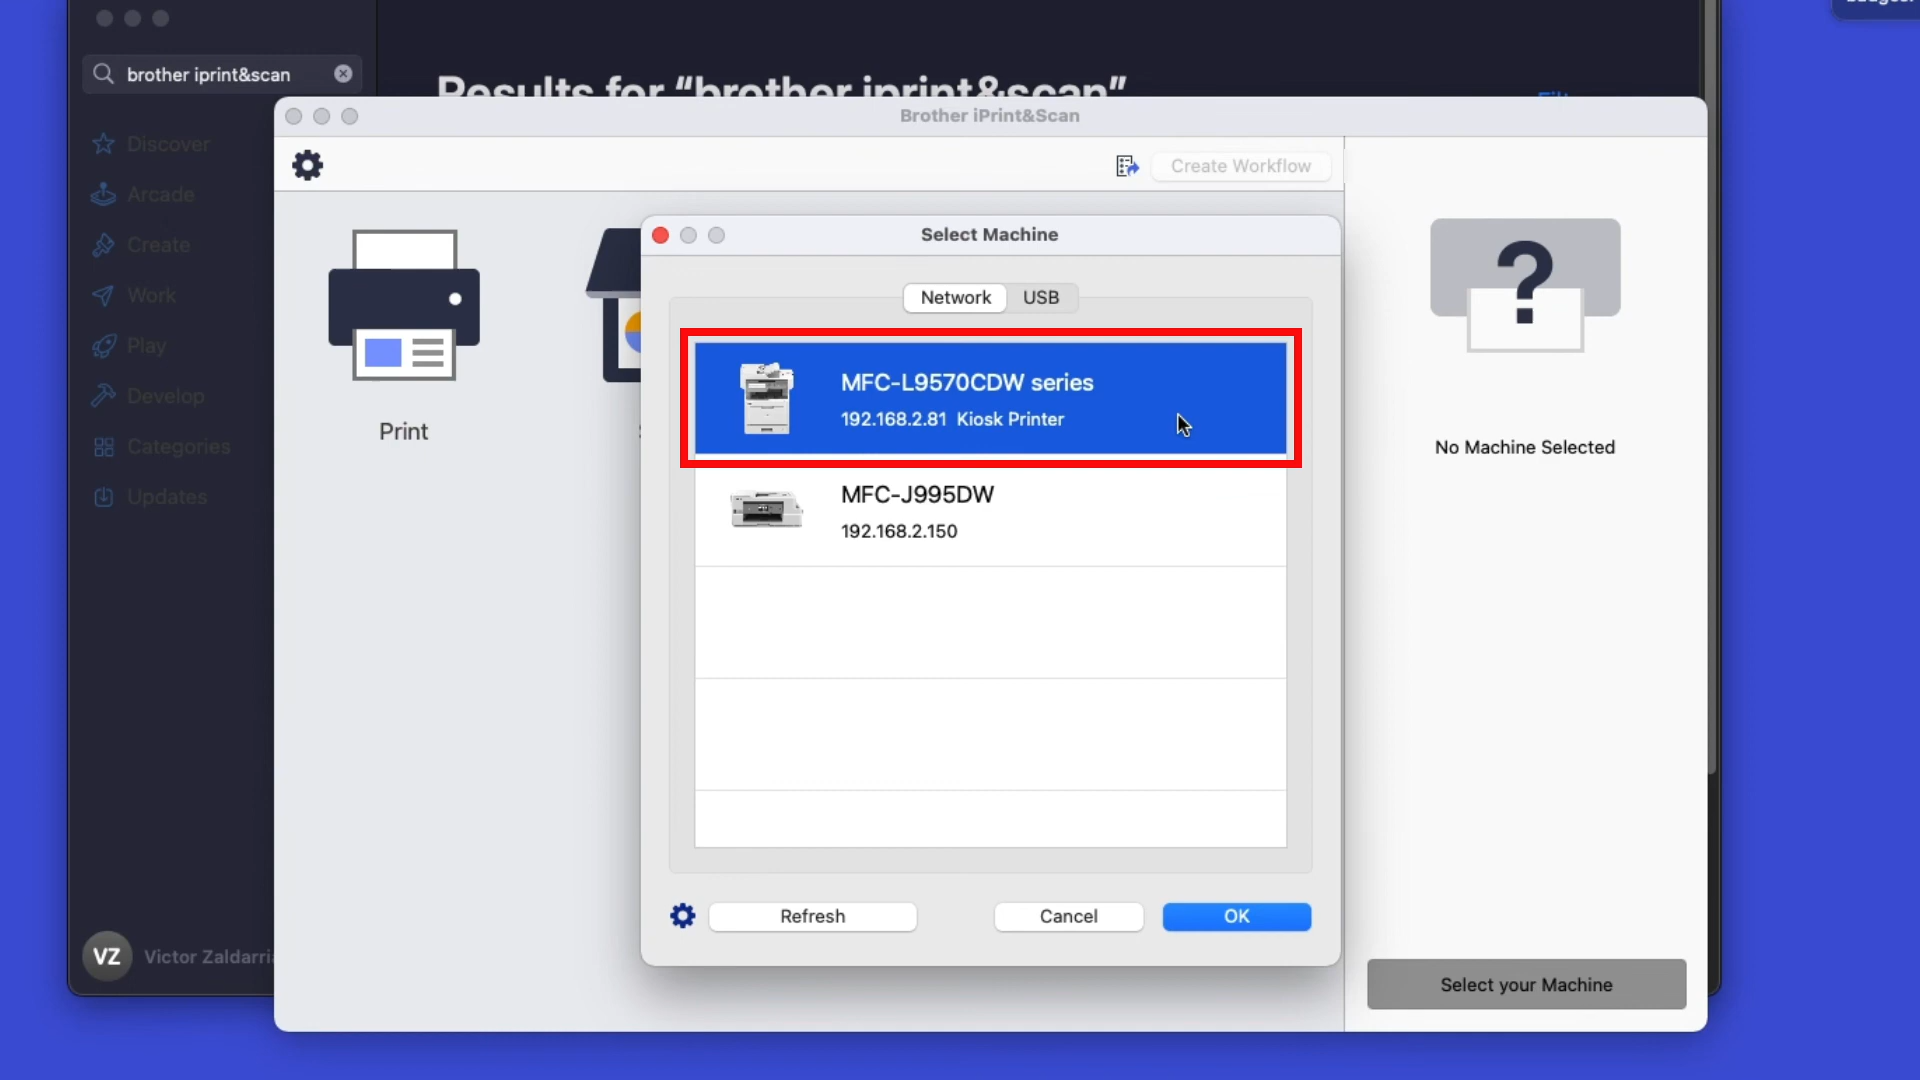 brother iprint&scan
Results for “brother iprint&scan”
Brother iPrint&Scan
Discover
Arcade
Create
Work
Play
Develop
Categories
Updates
Create Workflow
Print
Select Machine
Network
USB
MFC-L9570CDW series
192.168.2.81 Kiosk Printer
MFC-J995DW
192.168.2.150
No Machine Selected
Refresh
Cancel
OK
VZ
Victor Zaldarri
Select your Machine